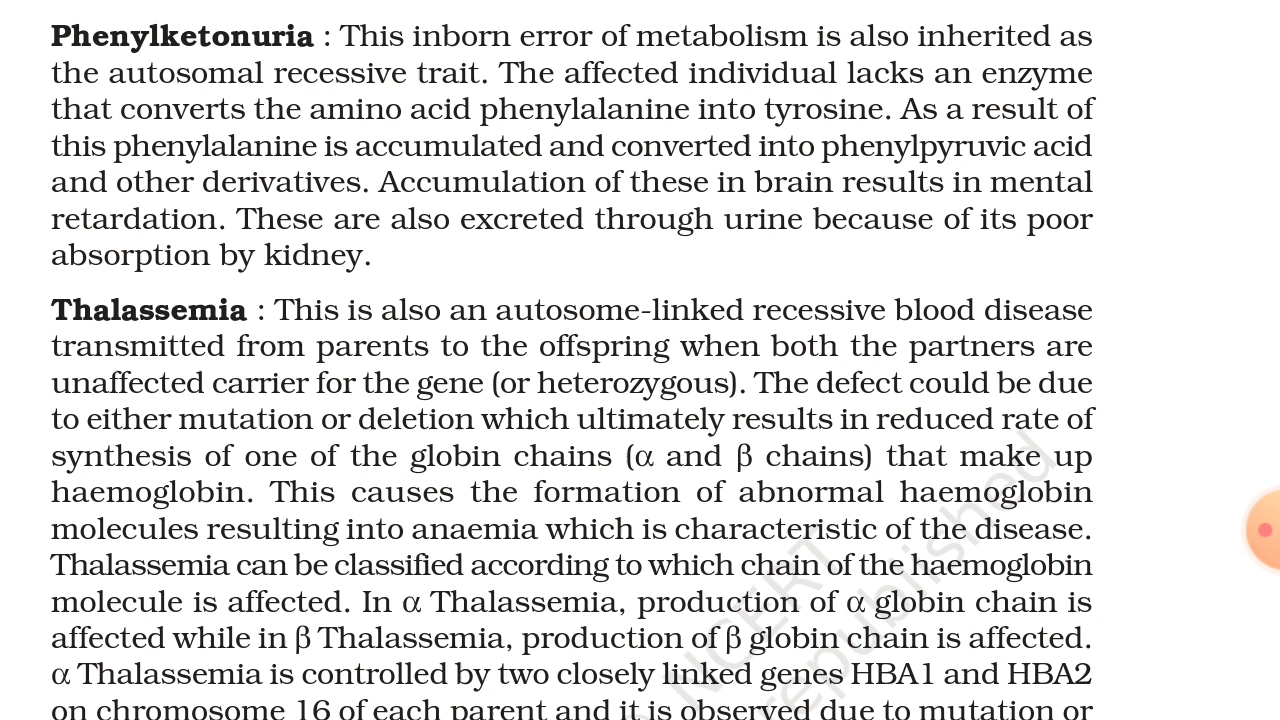 Phenylketonuria : This inborn error of metabolism is also inherited as
the autosomal recessive trait. The affected individual lacks an enzyme
that converts the amino acid phenylalanine into tyrosine. As a result of
this phenylalanine is accumulated and converted into phenylpyruvic acid
and other derivatives. Accumulation of these in brain results in mental
retardation. These are also excreted through urine because of its poor
absorption by kidney.
Thalassemia : This is also an autosome-linked recessive blood disease
transmitted from parents to the offspring when both the partners are
unaffected carrier for the gene (or heterozygous). The defect could be due
to either mutation or deletion which ultimately results in reduced rate of
synthesis of one of the globin chains (α and β chains) that make up
haemoglobin. This causes the formation of abnormal haemoglobin
molecules resulting into anaemia which is characteristic of the disease.
Thalassemia can be classified according to which chain of the haemoglobin
molecule is affected. In α Thalassemia, production of α globin chain is
affected while in β Thalassemia, production of β globin chain is affected.
α Thalassemia is controlled by two closely linked genes HBA1 and HBA2
on chromosome 16 of each parent and it is observed due to mutation or
NCERT
republished